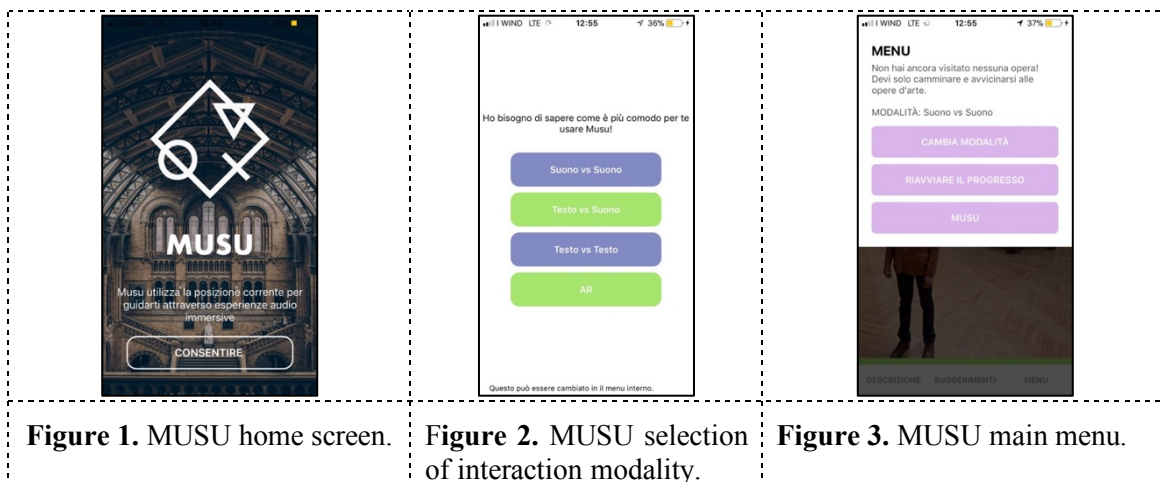 MUSU
Musu utilizza la posizione corrente per
guidarti attraverso esperienze audio
immersive
CONSENTIRE
I WIND LTE 12:55 36%
Ho bisogno di sapere come è più comodo per te
usare Musu!
Suono vs Suono
Testo vs Suono
Testo vs Testo
AR
Questo può essere cambiato in il menu interno.
I WIND LTE 12:55 37%
MENU
Non hai ancora visitato nessuna opera!
Devi solo camminare e avvicinarsi alle
opere d'arte.
MODALITÀ: Suono vs Suono
CAMBIA MODALITÀ
RIAVVIARE IL PROGRESSO
MUSU
DESCRIZIONE SUGGERIMENTI MENU
Figure 1. MUSU home screen.
Figure 2. MUSU selection
of interaction modality.
Figure 3. MUSU main menu.